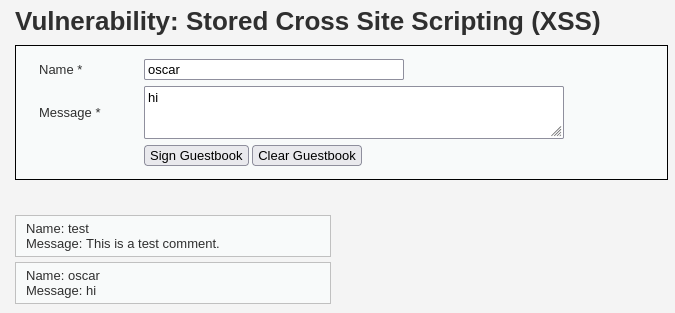 Vulnerability: Stored Cross Site Scripting (XSS)
Name * oscar
Message * hi
Sign Guestbook Clear Guestbook
Name: test
Message: This is a test comment.
Name: oscar
Message: hi